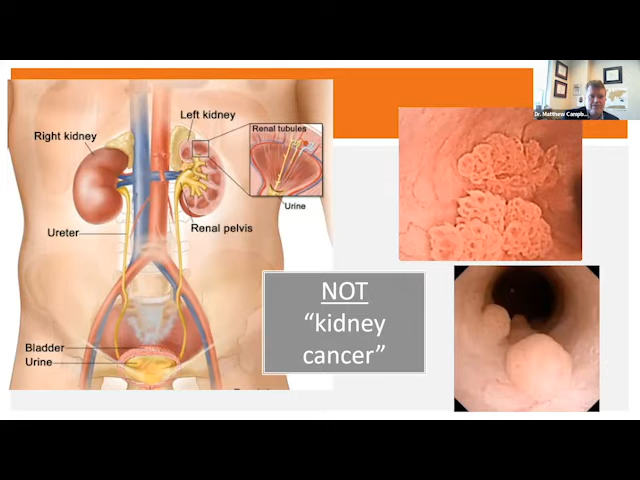 Dr. Matthew Campb...
Left kidney
Right kidney
Renal tubules
Urine
Ureter
Renal pelvis
NOT
“kidney
cancer”
Bladder
Urine